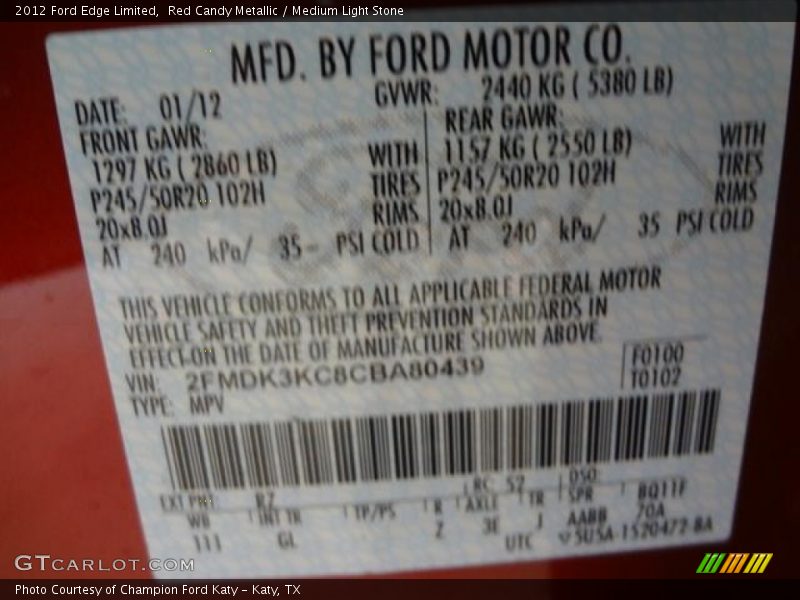 2012 Ford Edge Limited,  Red Candy Metallic / Medium Light Stone
MFD. BY FORD MOTOR CO.
DATE: 01/12 GVWR: 2440 KG ( 5380 LB)
FRONT GAWR: REAR GAWR:
1297 KG ( 2860 LB) WITH 1157 KG ( 2550 LB) WITH
P245/50R20 102H TIRES P245/50R20 102H TIRES
20x8.0J RIMS 20x8.0J RIMS
AT 240 kPa/ 35- PSI COLD AT 240 kPa/ 35 PSI COLD
THIS VEHICLE CONFORMS TO ALL APPLICABLE FEDERAL MOTOR
VEHICLE SAFETY AND THEFT PREVENTION STANDARDS IN
EFFECT ON THE DATE OF MANUFACTURE SHOWN ABOVE.
VIN: 2FMDK3KC8CBA80439 F0100
TYPE: MPV T0102
EXT PNT: RZ RC: 52 DSO:
WB INT TR TP/PS R AXLE TR SPR BQ11F
111 GL Z 3E J AABB 70A
UTC
GTCARLOT.COM
Photo Courtesy of Champion Ford Katy - Katy, TX